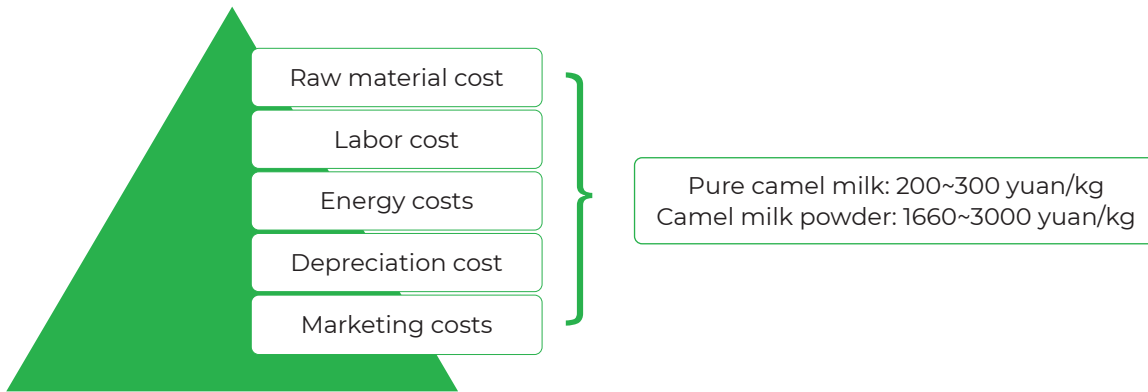 Raw material cost
Labor cost
Energy costs
Depreciation cost
Marketing costs
Pure camel milk: 200~300 yuan/kg
Camel milk powder: 1660~3000 yuan/kg